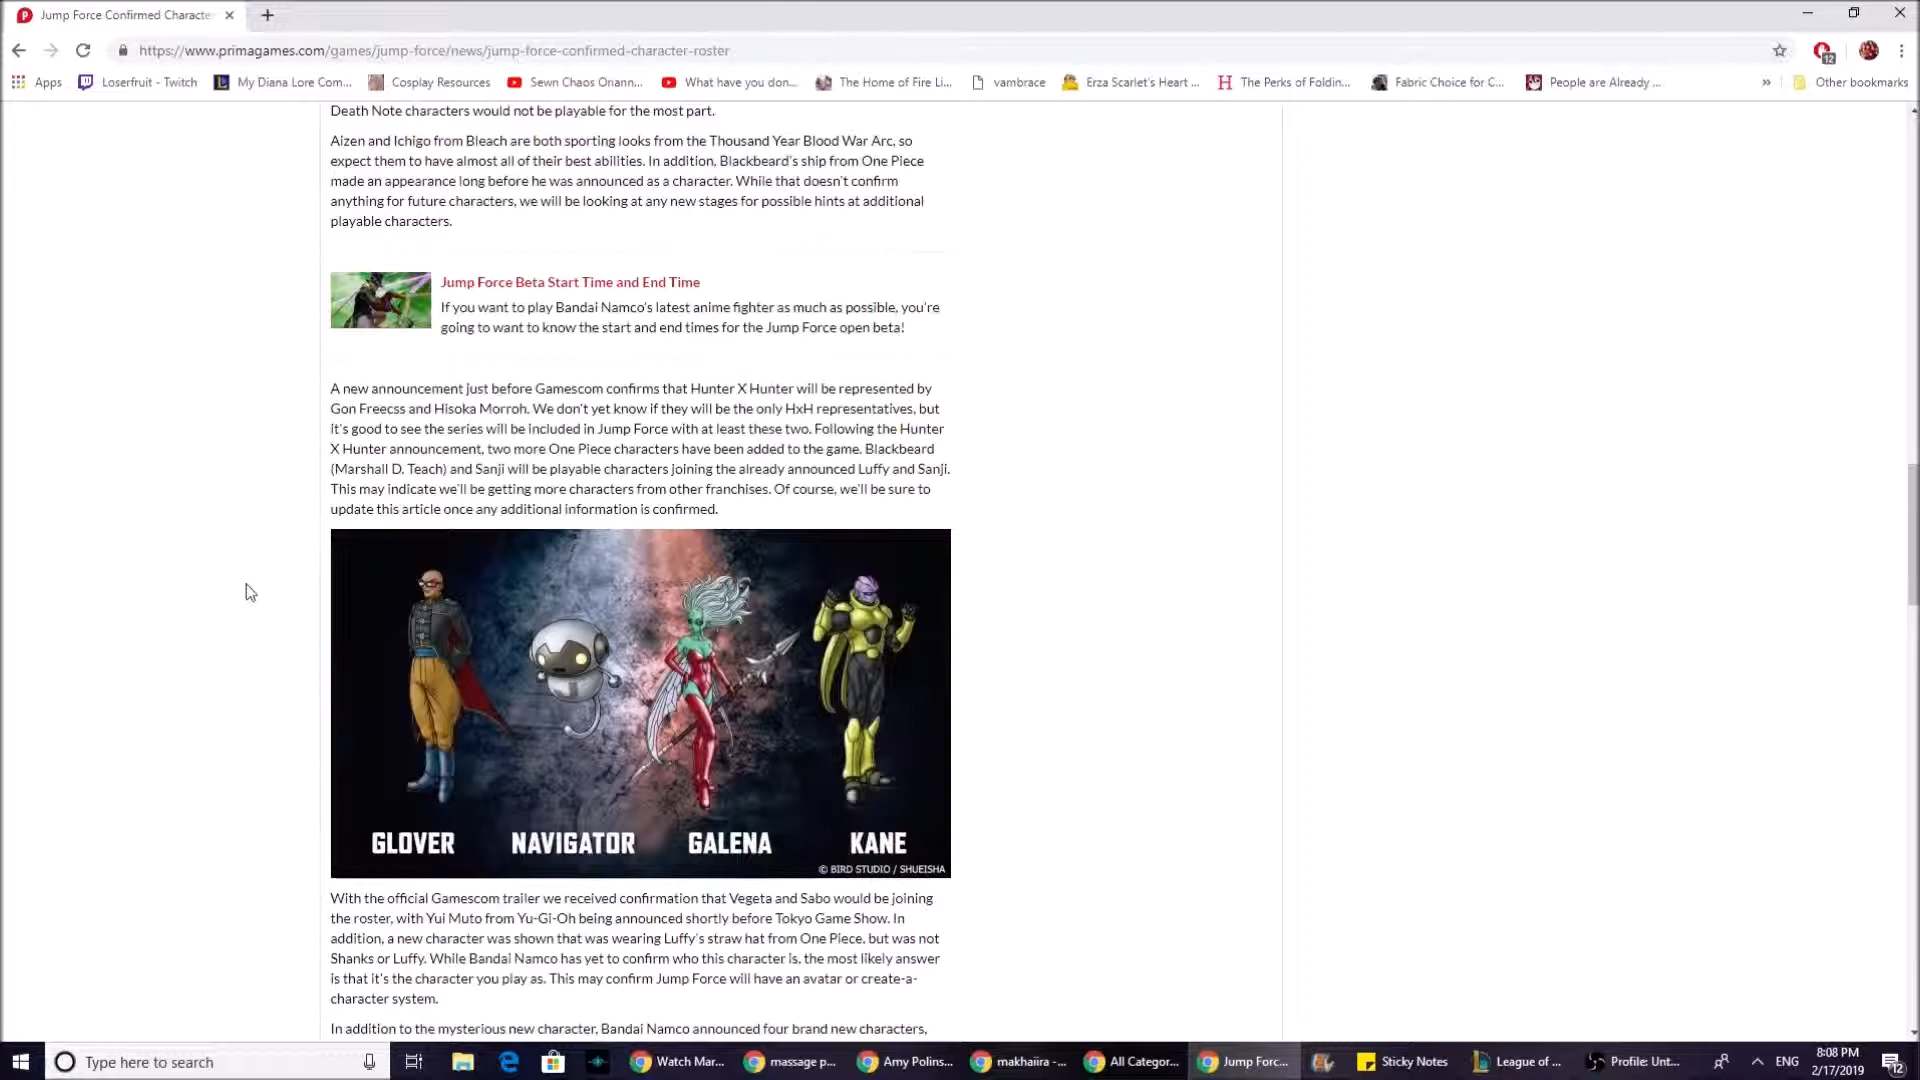 Jump Force Confirmed Characte
https://www.primagames.com/games/jump-force/news/jump-force-confirmed-character-roster
12
Apps Loserfruit - Twitch My Diana Lore Com... Cosplay Resources Sewn Chaos Oriann... What have you don... The Home of Fire Li... vambrace Erza Scarlet's Heart ... The Perks of Foldin... Fabric Choice for C... People are Already ... » Other bookmarks
Death Note characters would not be playable for the most part.
Aizen and Ichigo from Bleach are both sporting looks from the Thousand Year Blood War Arc, so
expect them to have almost all of their best abilities. In addition, Blackbeard's ship from One Piece
made an appearance long before he was announced as a character. While that doesn't confirm
anything for future characters, we will be looking at any new stages for possible hints at additional
playable characters.
Jump Force Beta Start Time and End Time
If you want to play Bandai Namco's latest anime fighter as much as possible, you're
going to want to know the start and end times for the Jump Force open beta!
A new announcement just before Gamescom confirms that Hunter X Hunter will be represented by
Gon Freecss and Hisoka Morroh. We don't yet know if they will be the only HxH representatives, but
it's good to see the series will be included in Jump Force with at least these two. Following the Hunter
X Hunter announcement, two more One Piece characters have been added to the game. Blackbeard
(Marshall D. Teach) and Sanji will be playable characters joining the already announced Luffy and Sanji.
This may indicate we'll be getting more characters from other franchises. Of course, we'll be sure to
update this article once any additional information is confirmed.
GLOVER NAVIGATOR GALENA KANE
© BIRD STUDIO / SHUEISHA
With the official Gamescom trailer we received confirmation that Vegeta and Sabo would be joining
the roster, with Yui Muto from Yu-Gi-Oh being announced shortly before Tokyo Game Show. In
addition, a new character was shown that was wearing Luffy's straw hat from One Piece, but was not
Shanks or Luffy. While Bandai Namco has yet to confirm who this character is, the most likely answer
is that it's the character you play as. This may confirm Jump Force will have an avatar or create-a-
character system.
In addition to the mysterious new character, Bandai Namco announced four brand new characters,
Type here to search Watch Mar... massage p... Amy Polins... makhaiira -... All Categor... Jump Forc... Sticky Notes League of ... Profile: Unt... ENG 8:08 PM
2/17/2019 12